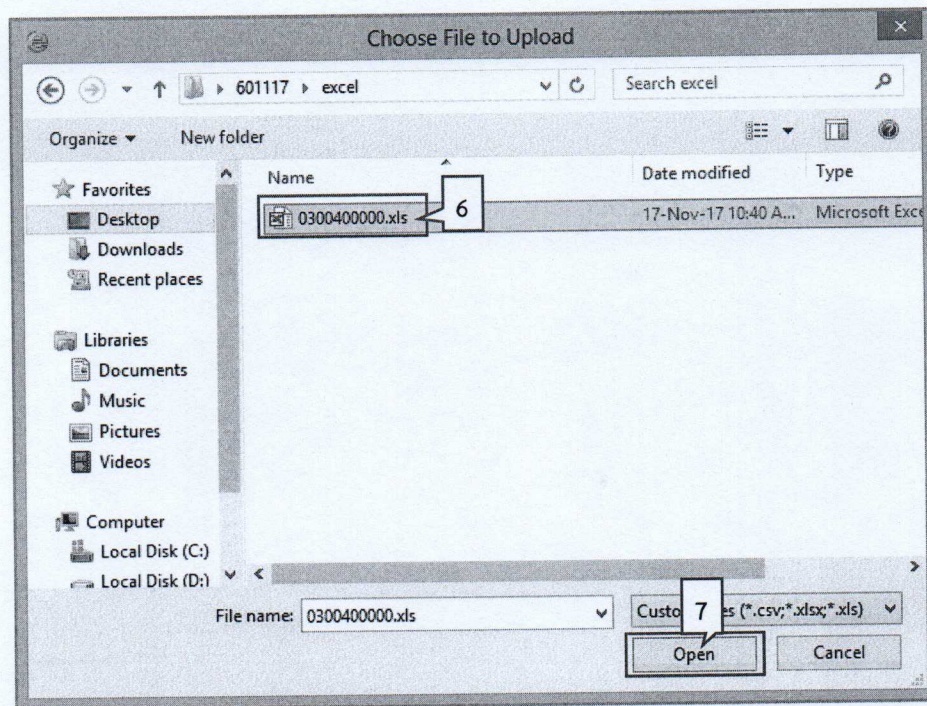 Choose File to Upload
601117 ▸ excel
Search excel
Organize
New folder
Favorites
Desktop
Downloads
Recent places
Libraries
Documents
Music
Pictures
Videos
Computer
Local Disk (C:)
Local Disk (D:)
Name
Date modified
Type
0300400000.xls
6
17-Nov-17 10:40 A...
Microsoft Exce
File name:
0300400000.xls
7
(*.csv;*.xlsx;*.xls)
Open
Cancel